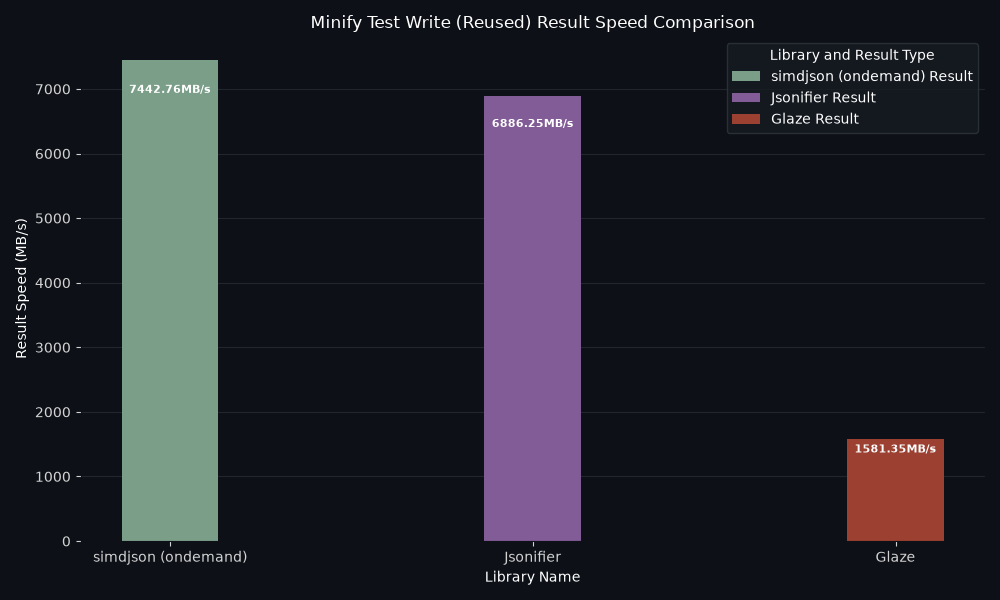 Minify Test Write (Reused) Result Speed Comparison
Library and Result Type
simdjson (ondemand) Result
Jsonifier Result
Glaze Result
Result Speed (MB/s)
7000
6000
5000
4000
3000
2000
1000
0
7442.76MB/s
6886.25MB/s
1581.35MB/s
simdjson (ondemand)
Jsonifier
Glaze
Library Name